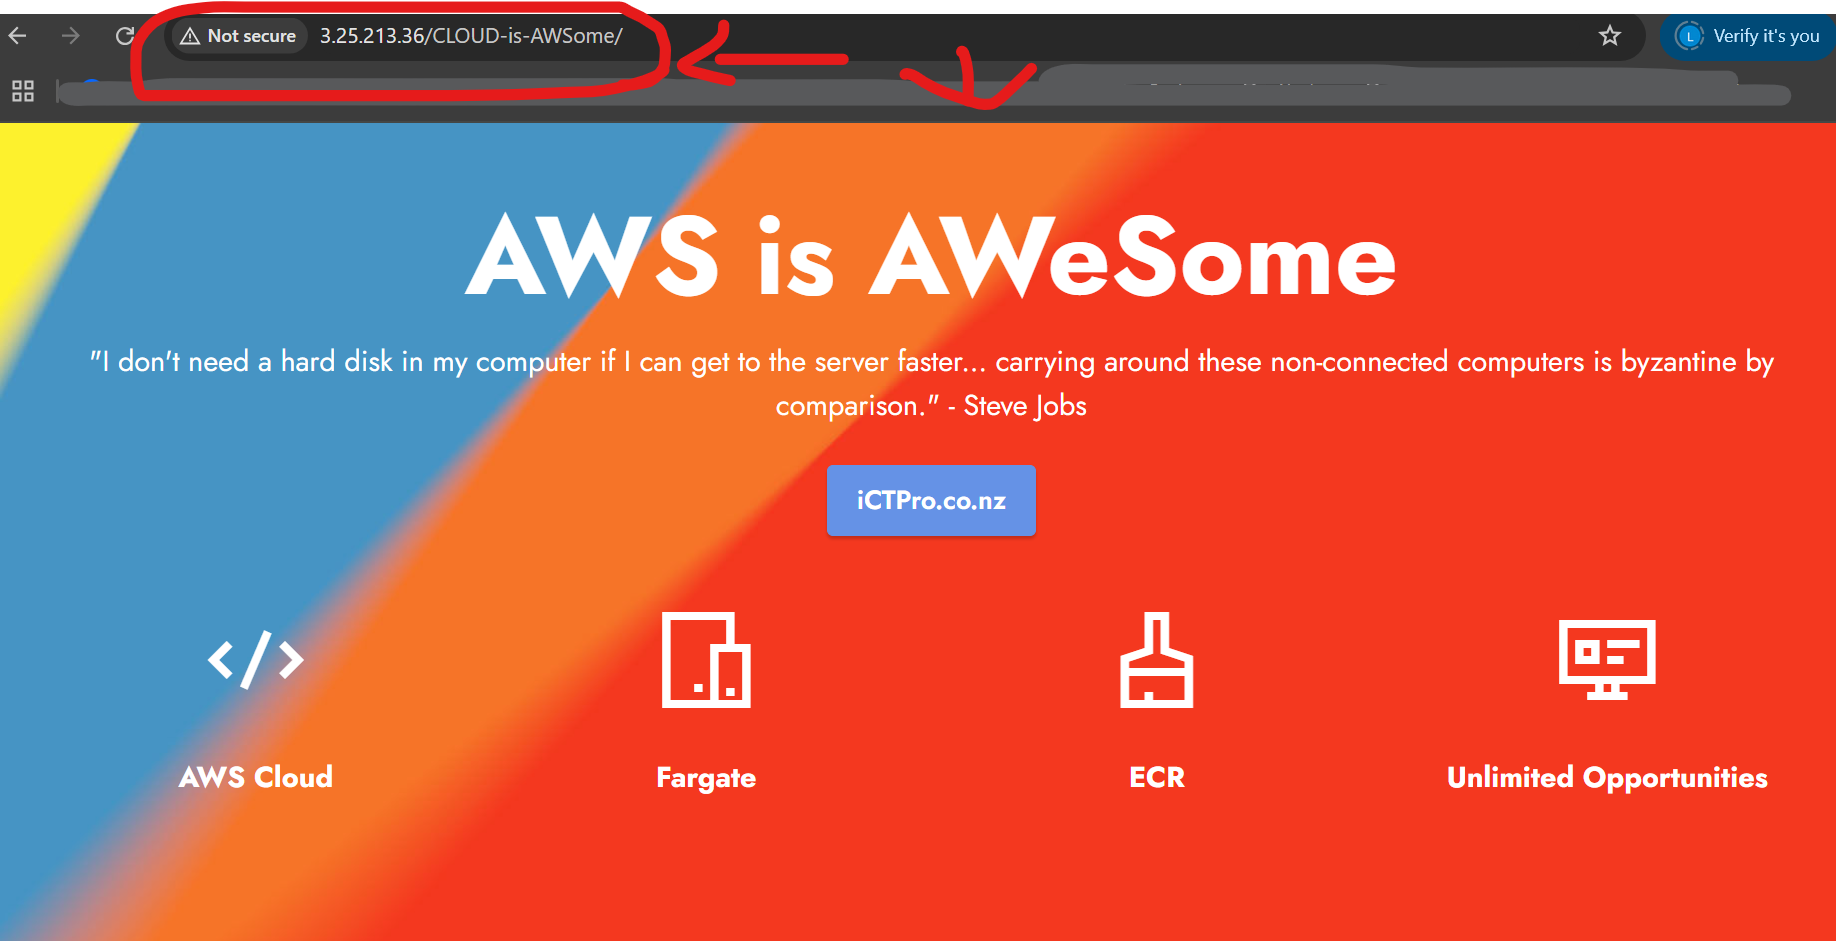 Not secure 3.25.213.36/CLOUD-is-AWSome/
L Verify it's you
AWS is AWeSome
"I don't need a hard disk in my computer if I can get to the server faster... carrying around these non-connected computers is byzantine by
comparison." - Steve Jobs
iCTPro.co.nz
AWS Cloud
Fargate
ECR
Unlimited Opportunities